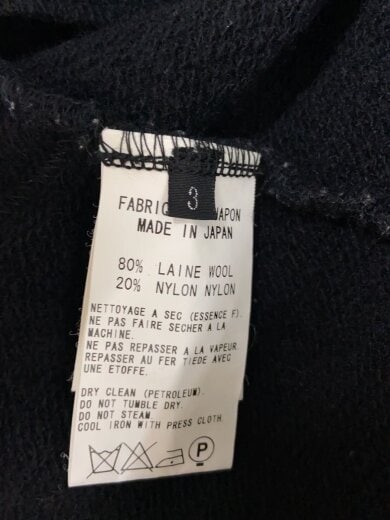 3
FABRIQ APON
MADE IN JAPAN
80% LAINE WOOL
20% NYLON NYLON
NETTOYAGE A SEC (ESSENCE F).
NE PAS FAIRE SECHER A LA
MACHINE.
NE PAS REPASSER A LA VAPEUR
REPASSER AU FER TIEDE AVEC
UNE ETOFFE.
DRY CLEAN (PETROLEUM).
DO NOT TUMBLE DRY.
DO NOT STEAM.
COOL IRON WITH PRESS CLOTH.
P